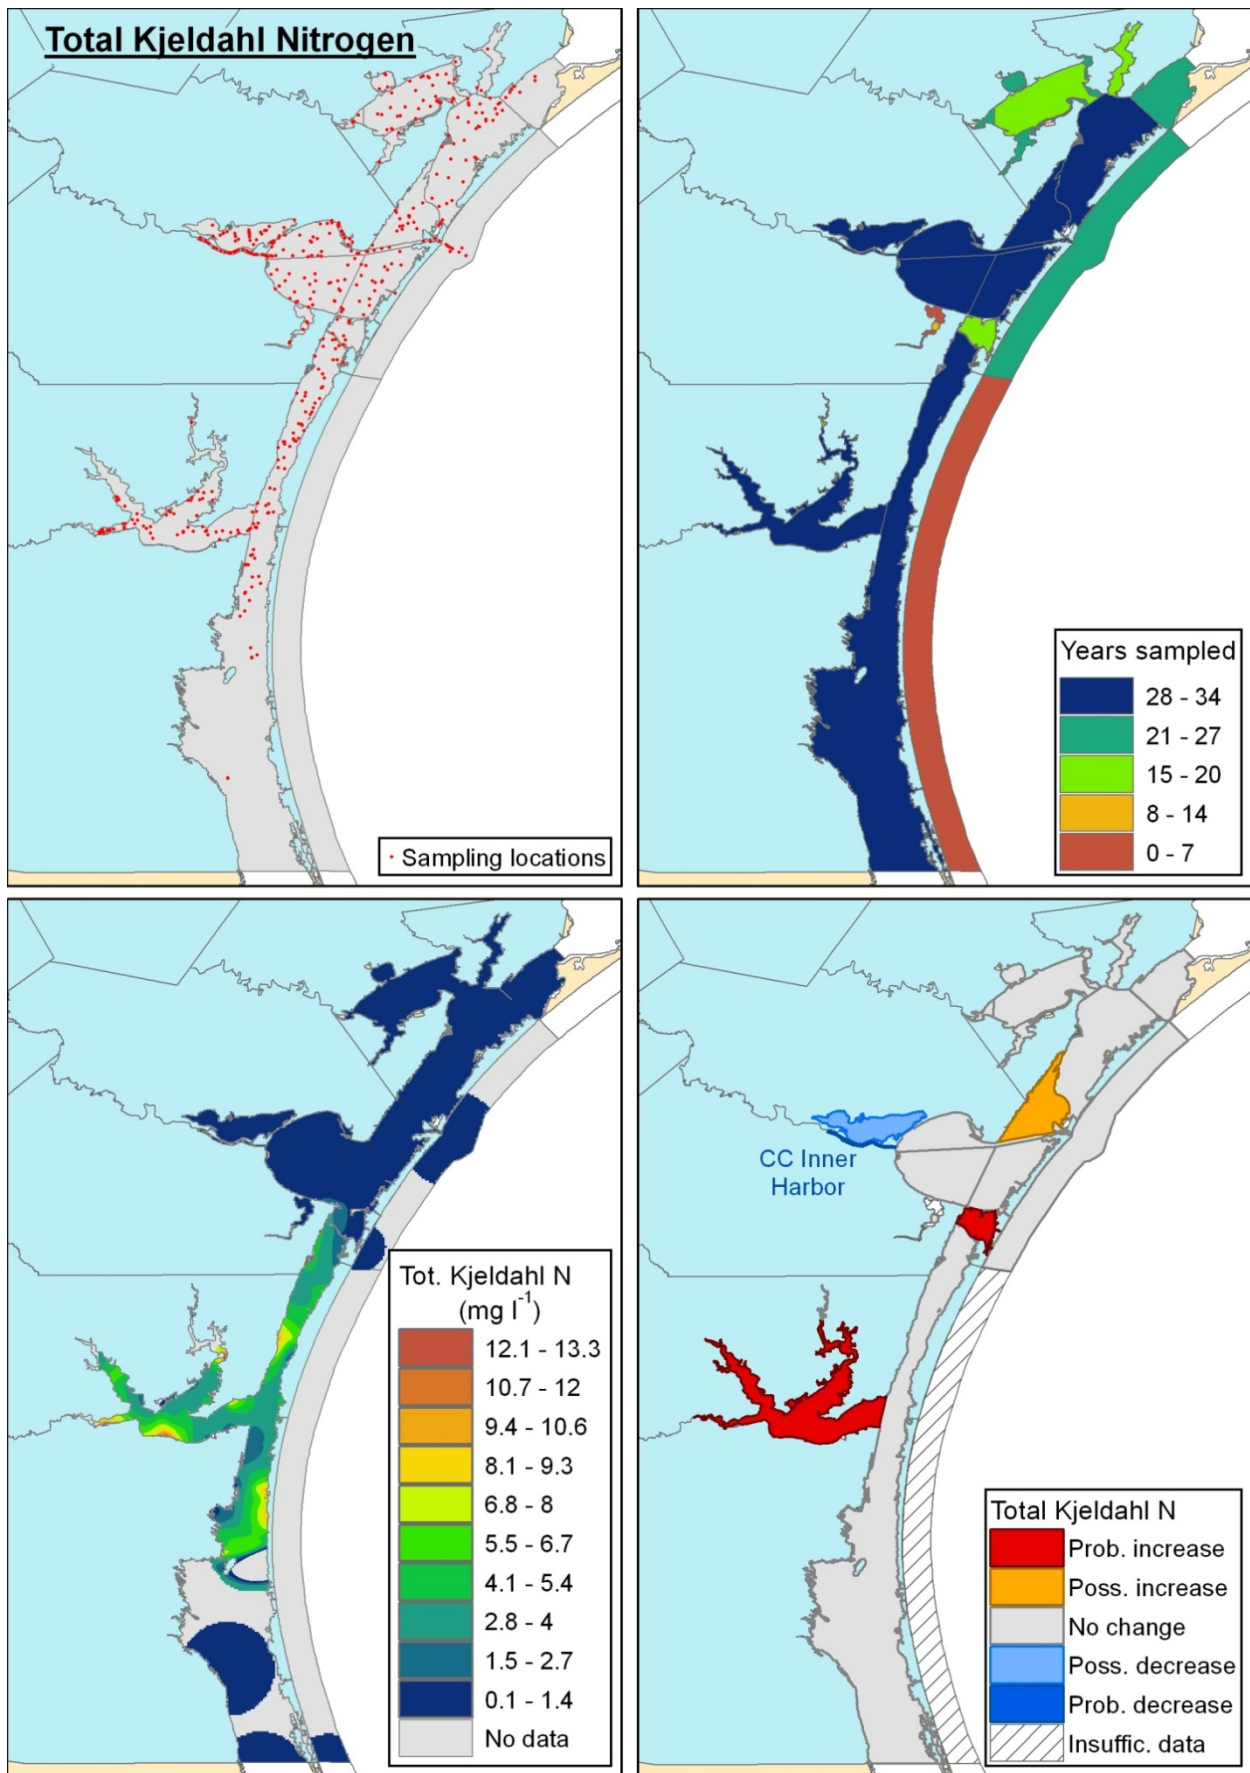 Total Kjeldahl Nitrogen
Sampling locations
Years sampled
28 - 34
21 - 27
15 - 20
8 - 14
0 - 7
Tot. Kjeldahl N
(mg l⁻¹)
12.1 - 13.3
10.7 - 12
9.4 - 10.6
8.1 - 9.3
6.8 - 8
5.5 - 6.7
4.1 - 5.4
2.8 - 4
1.5 - 2.7
0.1 - 1.4
No data
CC Inner
Harbor
Total Kjeldahl N
Prob. increase
Poss. increase
No change
Poss. decrease
Prob. decrease
Insuffic. data